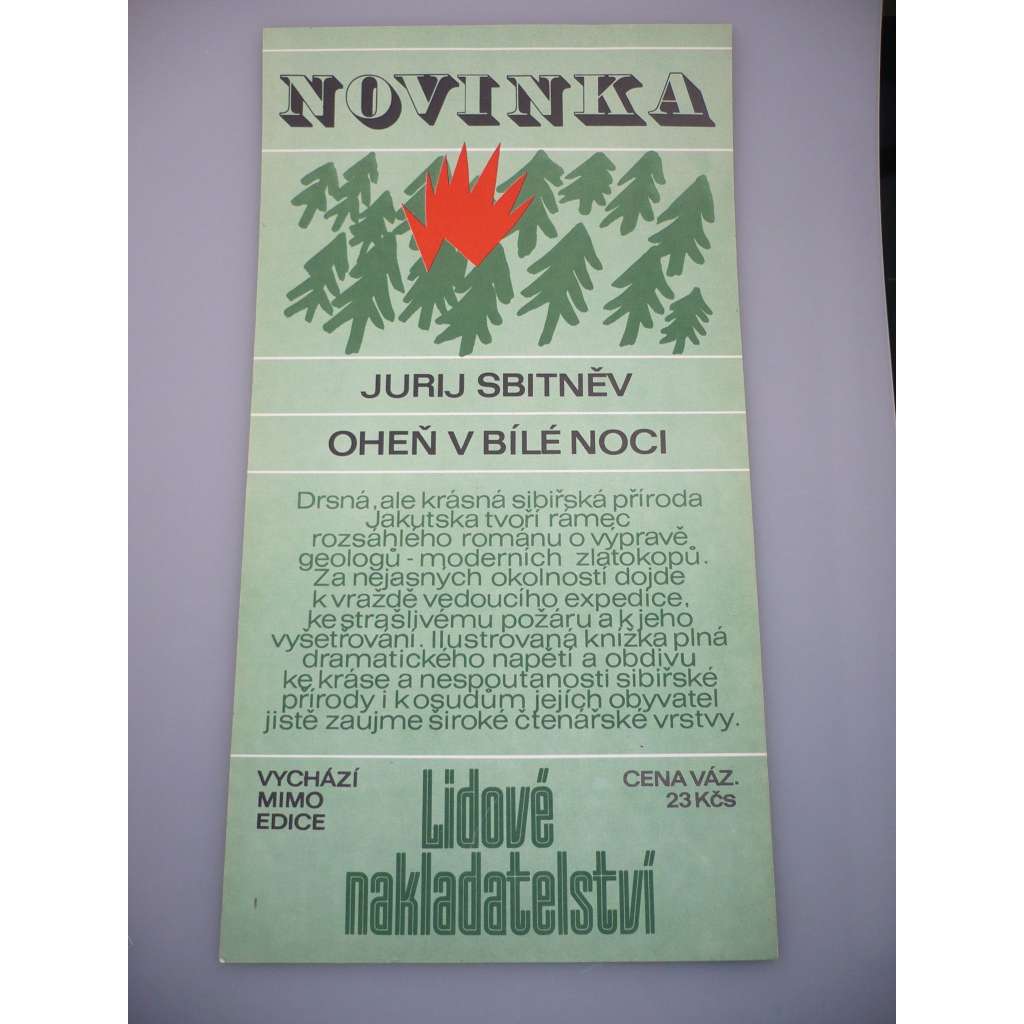 NOVINKA
JURIJ SBITNĚV
OHEŇ V BÍLÉ NOCI
Drsná, ale krásná sibiřská příroda
Jakutska tvoří rámec
rozsáhlého románu o výpravě
geologů - moderních zlatokopů.
Za nejasných okolností dojde
k vraždě vedoucího expedice,
ke strašlivému požáru a k jeho
vyšetřování. Ilustrovaná knížka plná
dramatického napětí a obdivu
ke kráse a nespoutanosti sibiřské
přírody i k osudům jejích obyvatel
jistě zaujme široké čtenářské vrstvy.
VYCHÁZÍ
MIMO
EDICE
Lidové
nakladatelství
CENA VÁZ.
23 Kčs